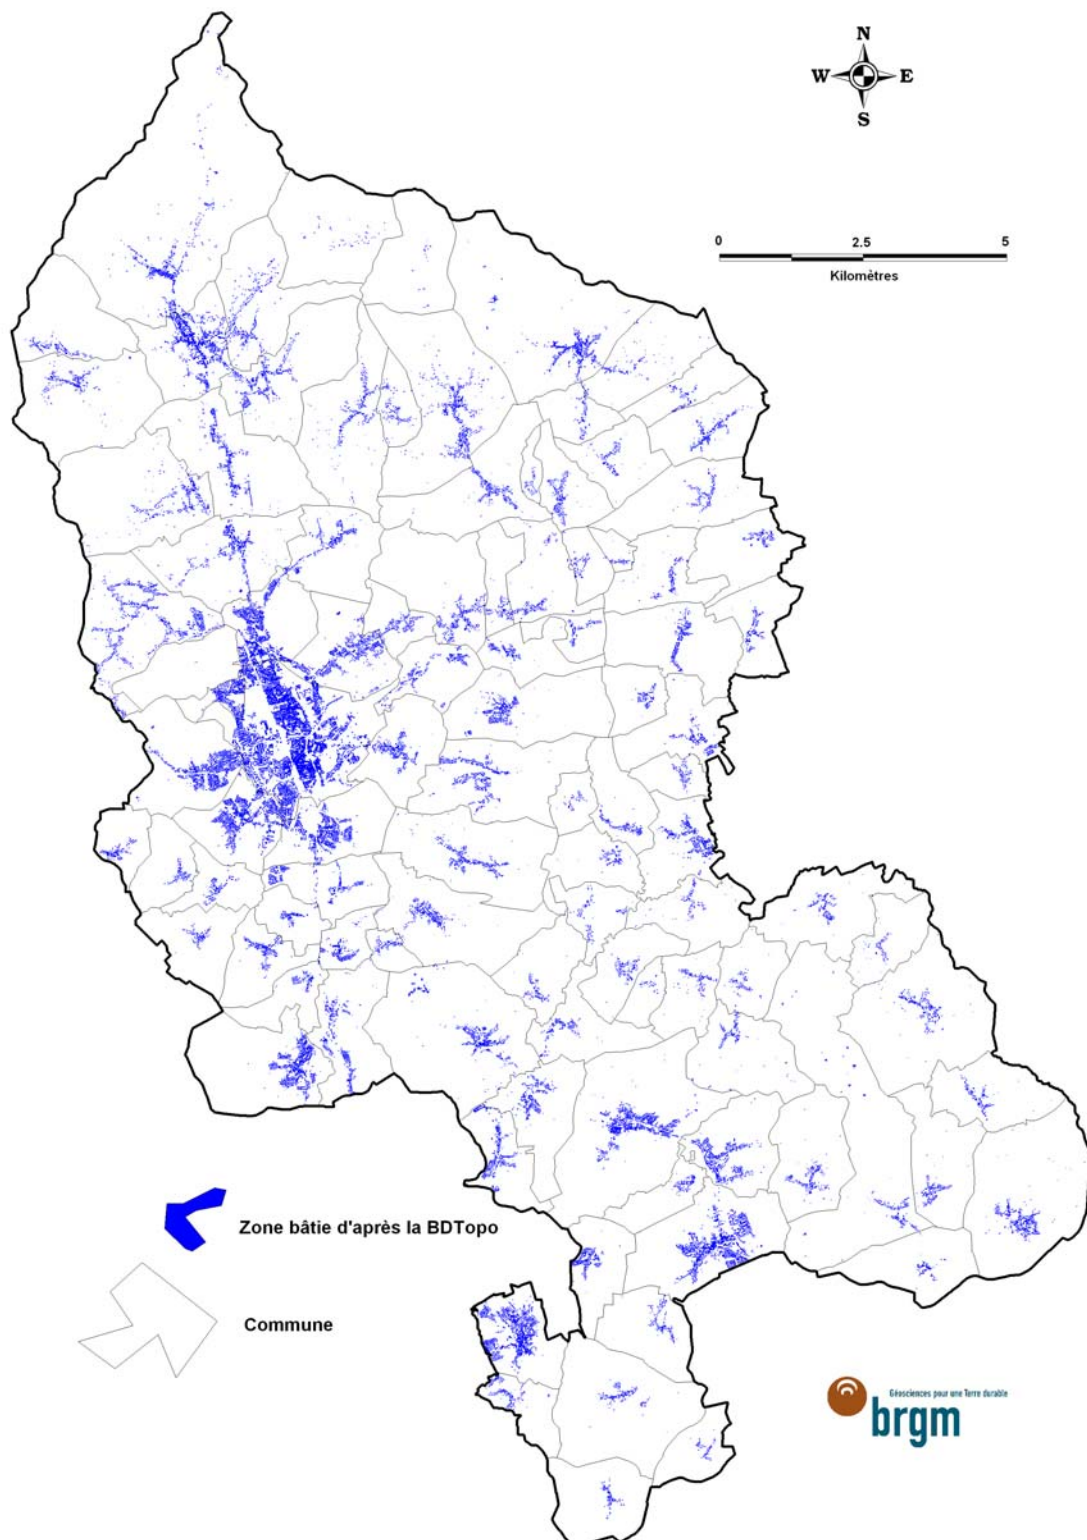 N
W E
S
0 2.5 5
Kilomètres
Zone bâtie d'après la BDTopo
Commune
Géosciences pour une Terre durable
brgm